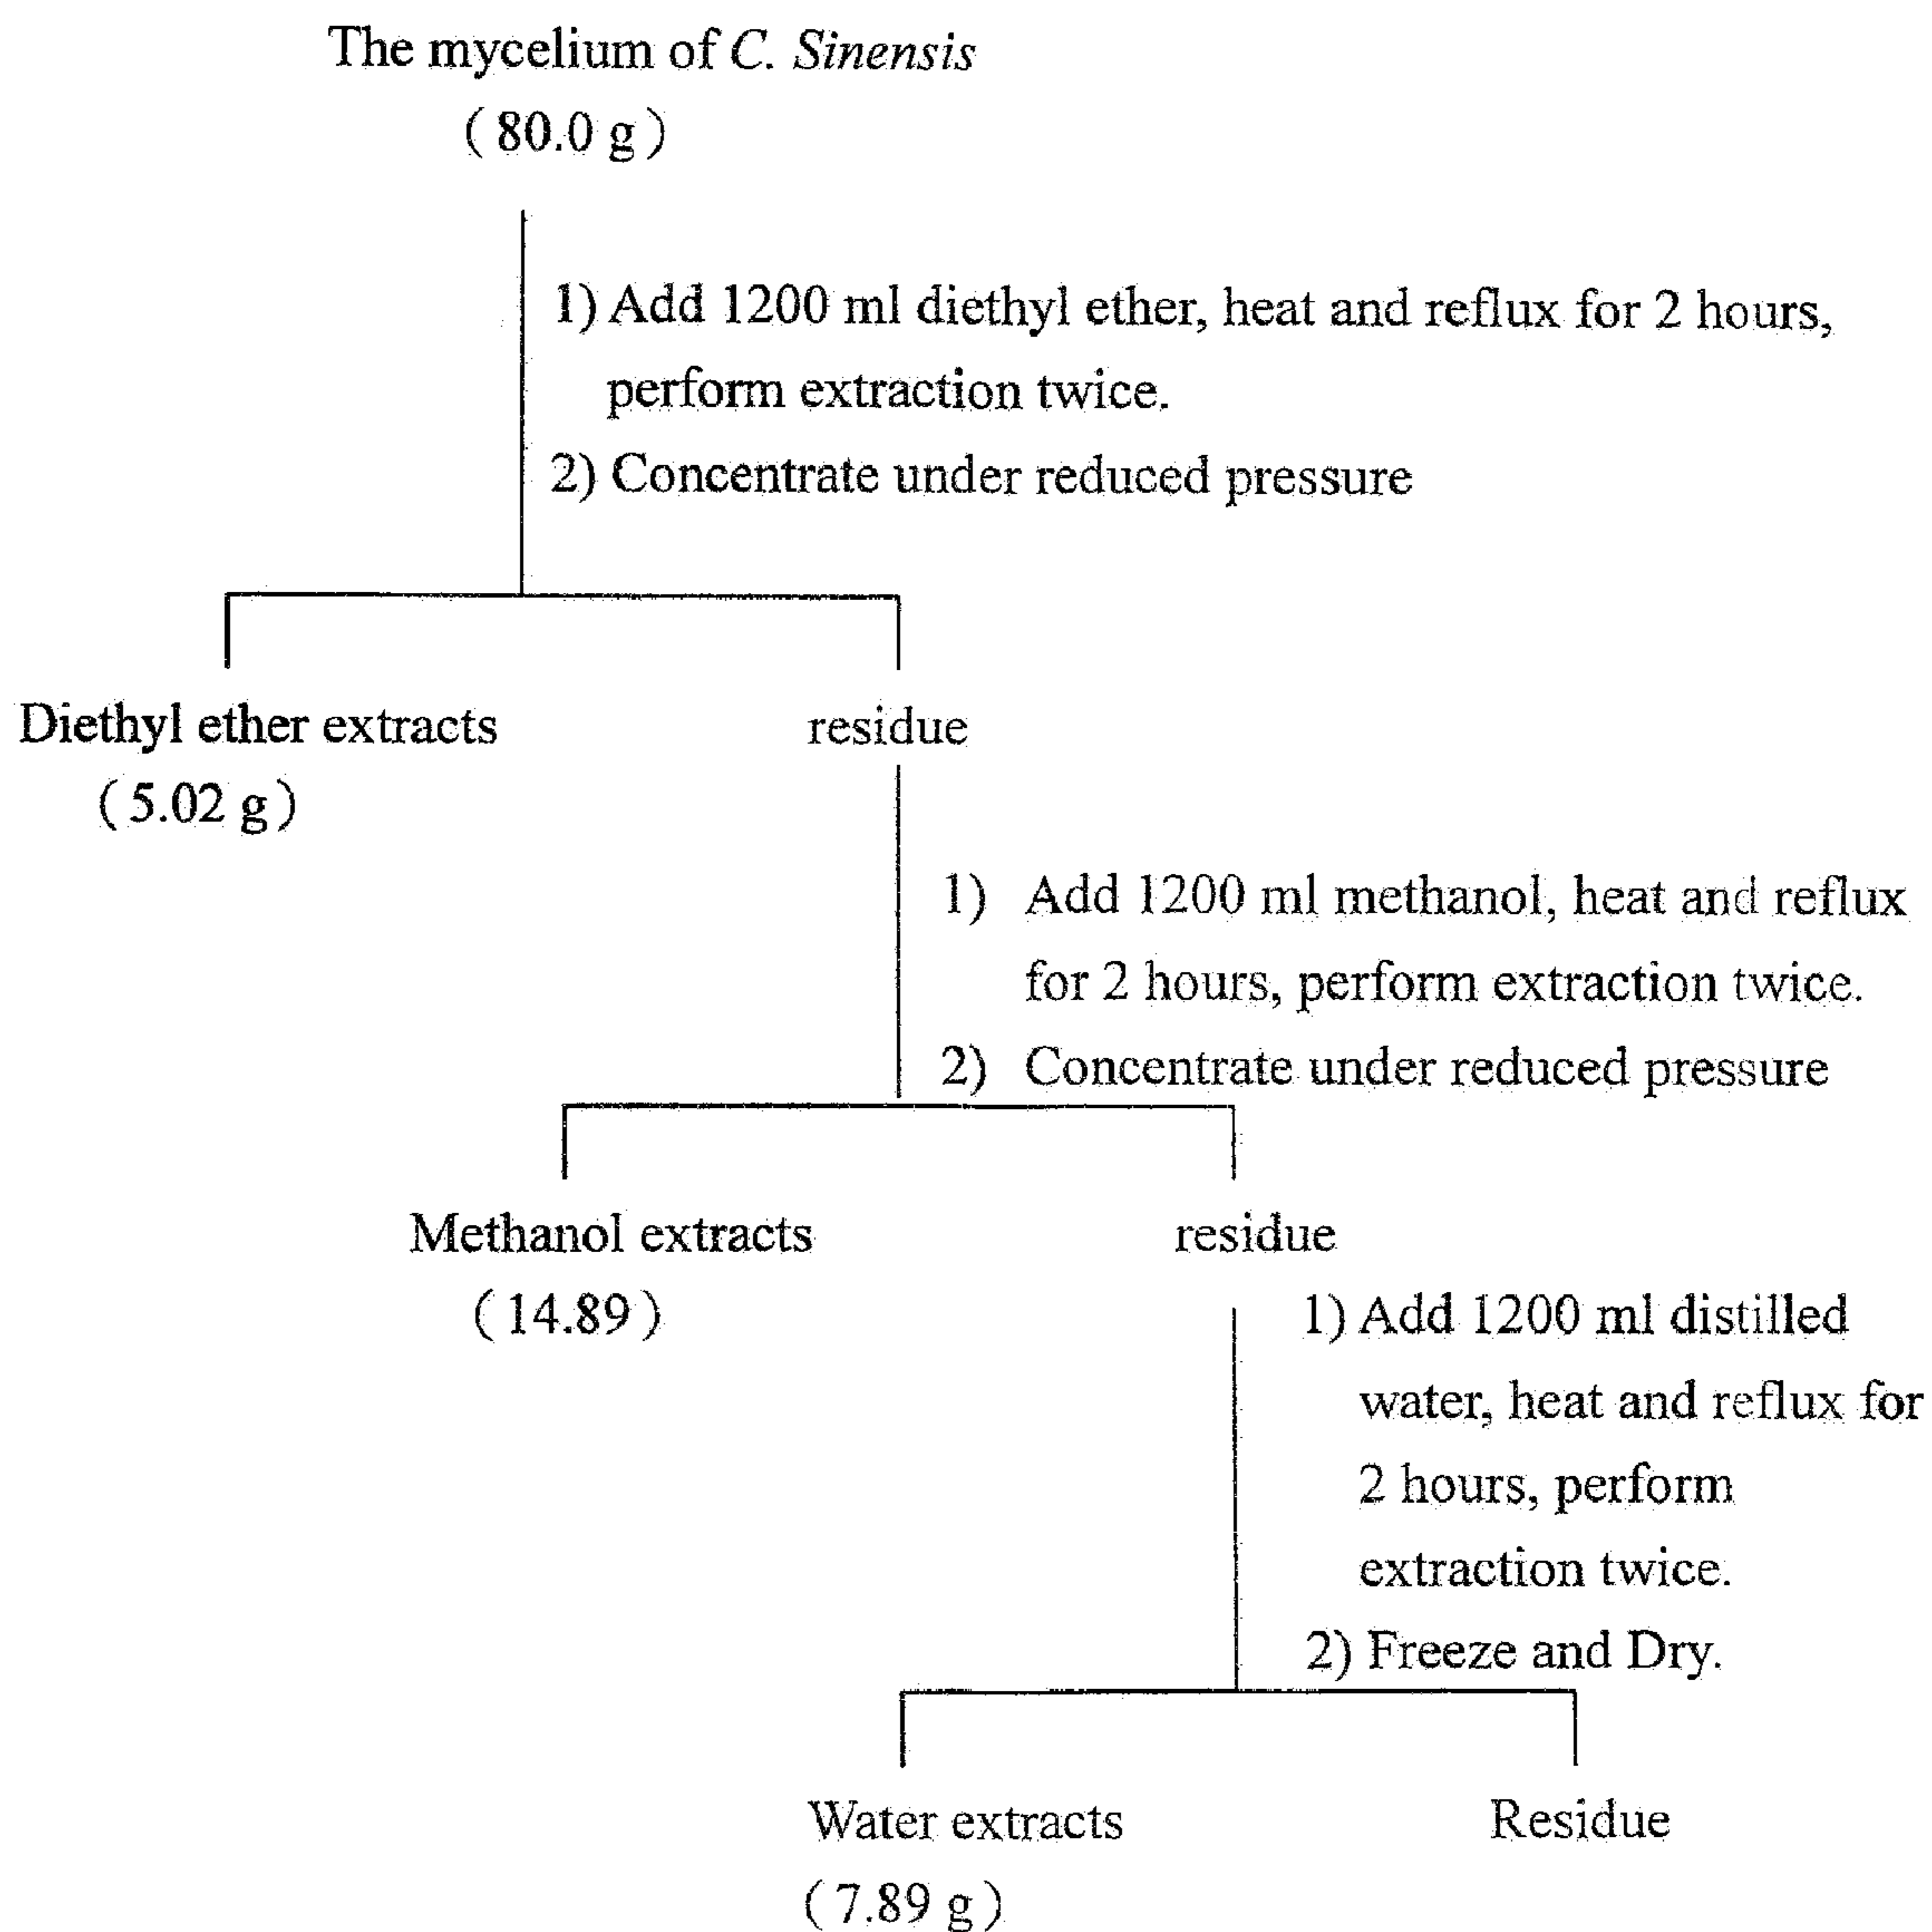 The mycelium of C. Sinensis
( 80.0 g )
1) Add 1200 ml diethyl ether, heat and reflux for 2 hours,
perform extraction twice.
2) Concentrate under reduced pressure
Diethyl ether extracts
( 5.02 g )
residue
1) Add 1200 ml methanol, heat and reflux
for 2 hours, perform extraction twice.
2) Concentrate under reduced pressure
Methanol extracts
( 14.89 )
residue
1) Add 1200 ml distilled
water, heat and reflux for
2 hours, perform
extraction twice.
2) Freeze and Dry.
Water extracts
( 7.89 g )
Residue